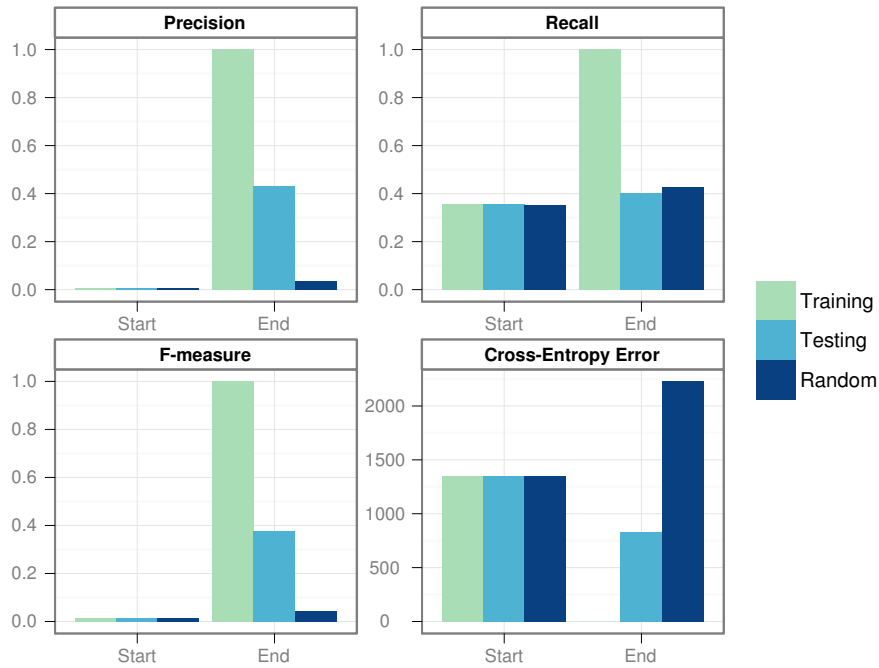 Precision
1.0
0.8
0.6
0.4
0.2
0.0
Start End
Recall
1.0
0.8
0.6
0.4
0.2
0.0
Start End
F-measure
1.0
0.8
0.6
0.4
0.2
0.0
Start End
Cross-Entropy Error
2000
1500
1000
500
0
Start End
Training
Testing
Random